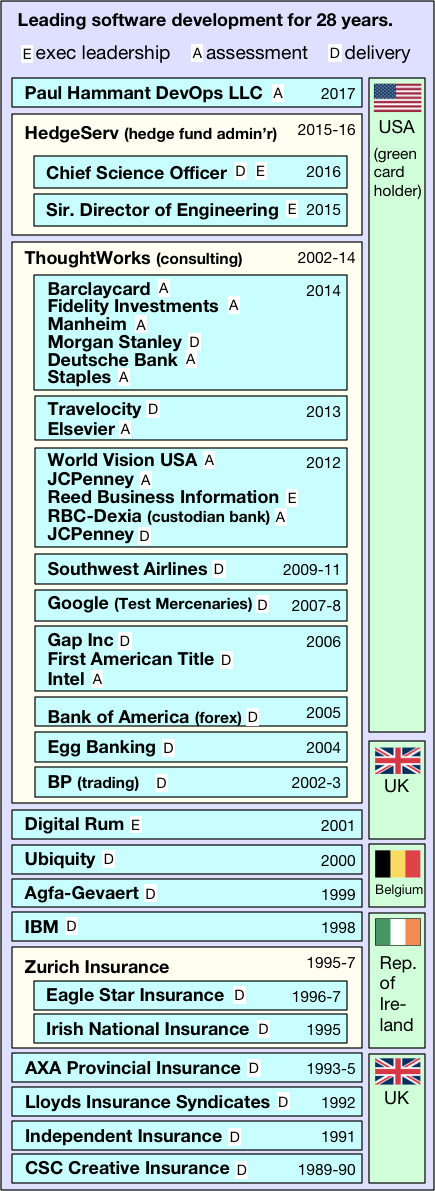 Leading software development for 28 years.
E exec leadership A assessment D delivery
Paul Hammant DevOps LLC A 2017
USA
(green
card
holder)
HedgeServ (hedge fund admin'r) 2015-16
Chief Science Officer D E 2016
Sir. Director of Engineering E 2015
ThoughtWorks (consulting) 2002-14
Barclaycard A 2014
Fidelity Investments A
Manheim A
Morgan Stanley D
Deutsche Bank A
Staples A
Travelocity D 2013
Elsevier A
World Vision USA A 2012
JCPenney A
Reed Business Information E
RBC-Dexia (custodian bank) A
JCPenney D
Southwest Airlines D 2009-11
Google (Test Mercenaries) D 2007-8
Gap Inc D 2006
First American Title D
Intel A
Bank of America (forex) D 2005
Egg Banking D 2004
BP (trading) D 2002-3
UK
Digital Rum E 2001
Ubiquity D 2000
Agfa-Gevaert D 1999
Belgium
IBM D 1998
Zurich Insurance 1995-7
Eagle Star Insurance D 1996-7
Irish National Insurance D 1995
Rep.
of
Ire-
land
AXA Provincial Insurance D 1993-5
Lloyds Insurance Syndicates D 1992
Independent Insurance D 1991
CSC Creative Insurance D 1989-90
UK